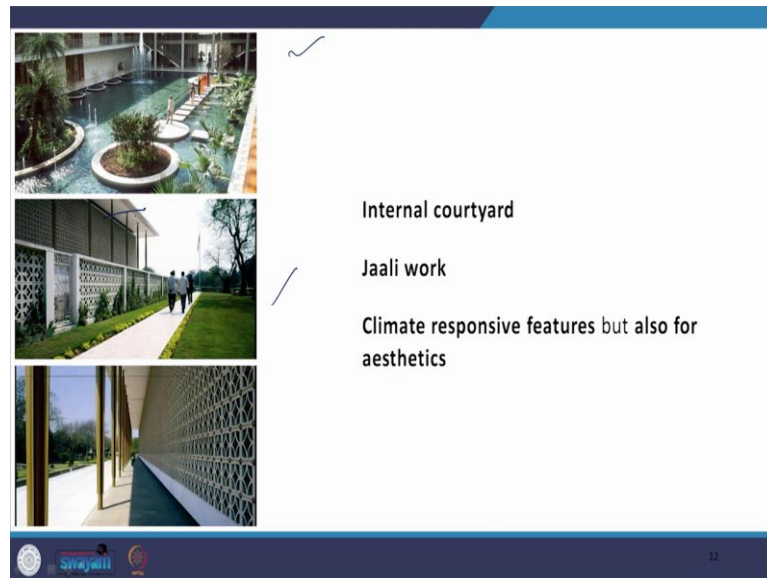 Internal courtyard
Jaali work
Climate responsive features but also for
aesthetics
swayam
12